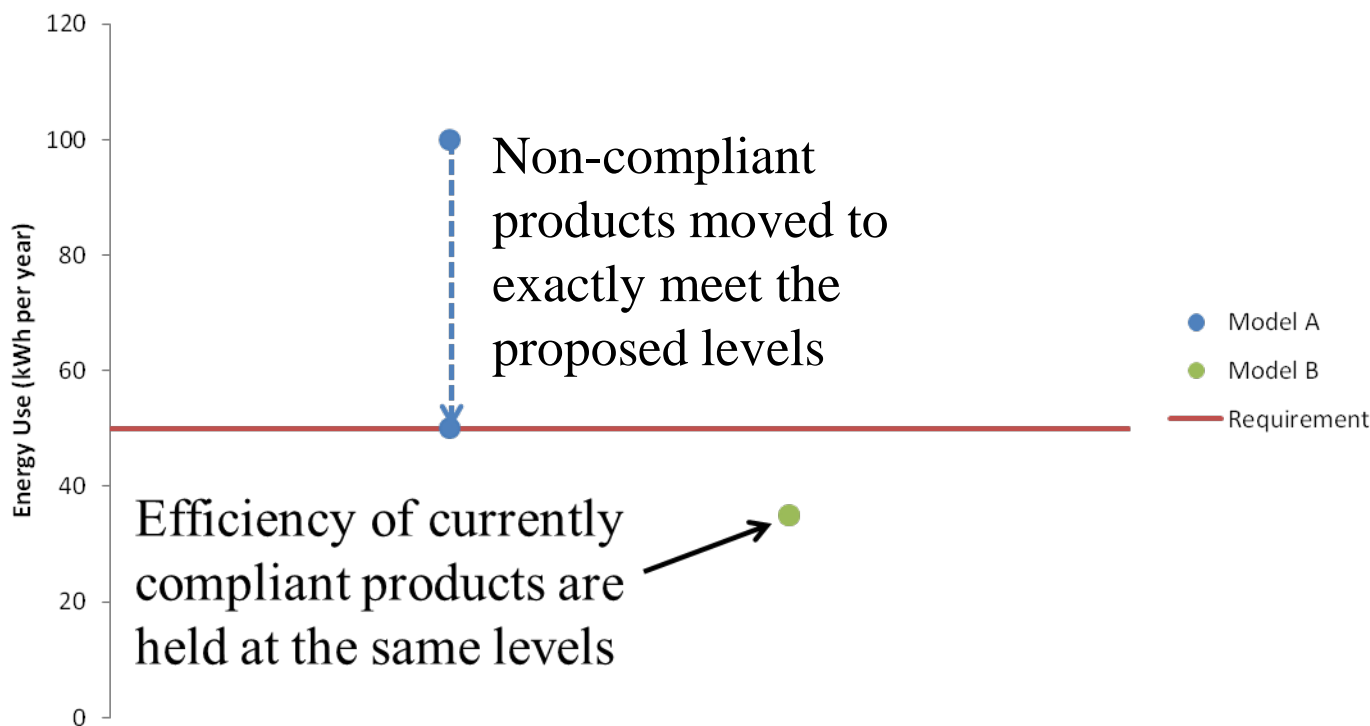 120
100
80
60
40
20
0
Energy Use (kWh per year)
Non-compliant
products moved to
exactly meet the
proposed levels
Efficiency of currently
compliant products are
held at the same levels
Model A
Model B
Requirement